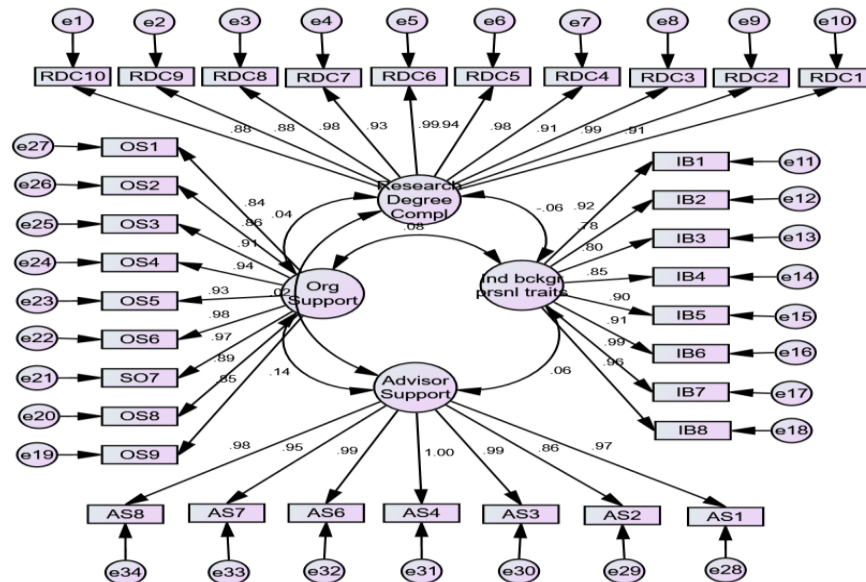 e1 e2 e3 e4 e5 e6 e7 e8 e9 e10
RDC10 RDC9 RDC8 RDC7 RDC6 RDC5 RDC4 RDC3 RDC2 RDC1
.88 .88 .98 .93 .99 .94 .98 .91 .99 .91
e27 OS1
e26 OS2
e25 OS3
e24 OS4
e23 OS5
e22 OS6
e21 SO7
e20 OS8
e19 OS9
.84
.86
.91
.94
.93
.98
.97
.89
.85
Research
Degree
Compl
.04
-.06
.08
.02
.14
.06
Org
Support
Ind bckgr
prsnl traits
Advisor
Support
.92
.78
.80
.85
.90
.91
.99
.96
IB1 e11
IB2 e12
IB3 e13
IB4 e14
IB5 e15
IB6 e16
IB7 e17
IB8 e18
.98 .95 .99 1.00 .99 .86 .97
AS8 AS7 AS6 AS4 AS3 AS2 AS1
e34 e33 e32 e31 e30 e29 e28